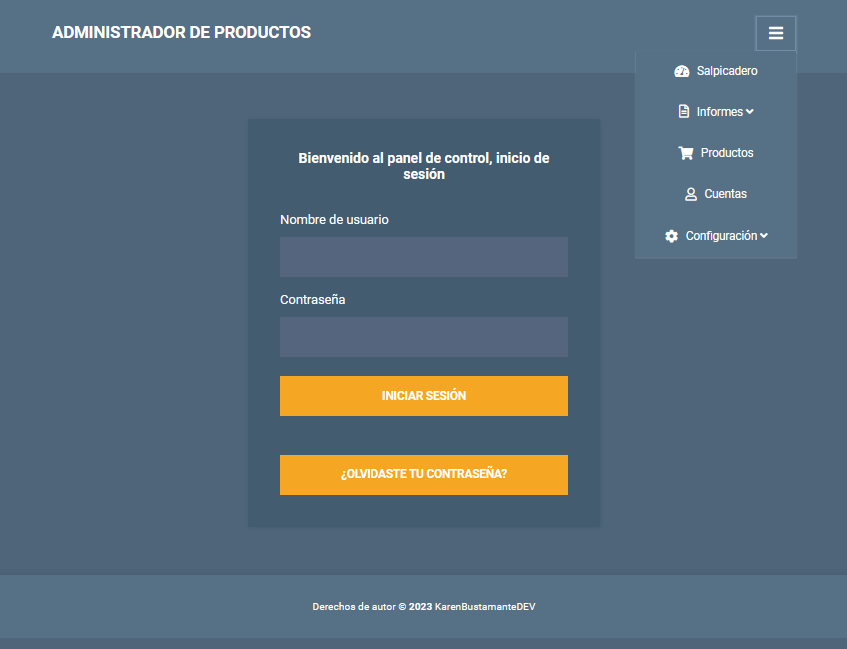 ADMINISTRADOR DE PRODUCTOS
Salpicadero
Informes
Productos
Cuentas
Configuración
Bienvenido al panel de control, inicio de
sesión
Nombre de usuario
Contraseña
INICIAR SESIÓN
¿OLVIDASTE TU CONTRASEÑA?
Derechos de autor © 2023 KarenBustamanteDEV